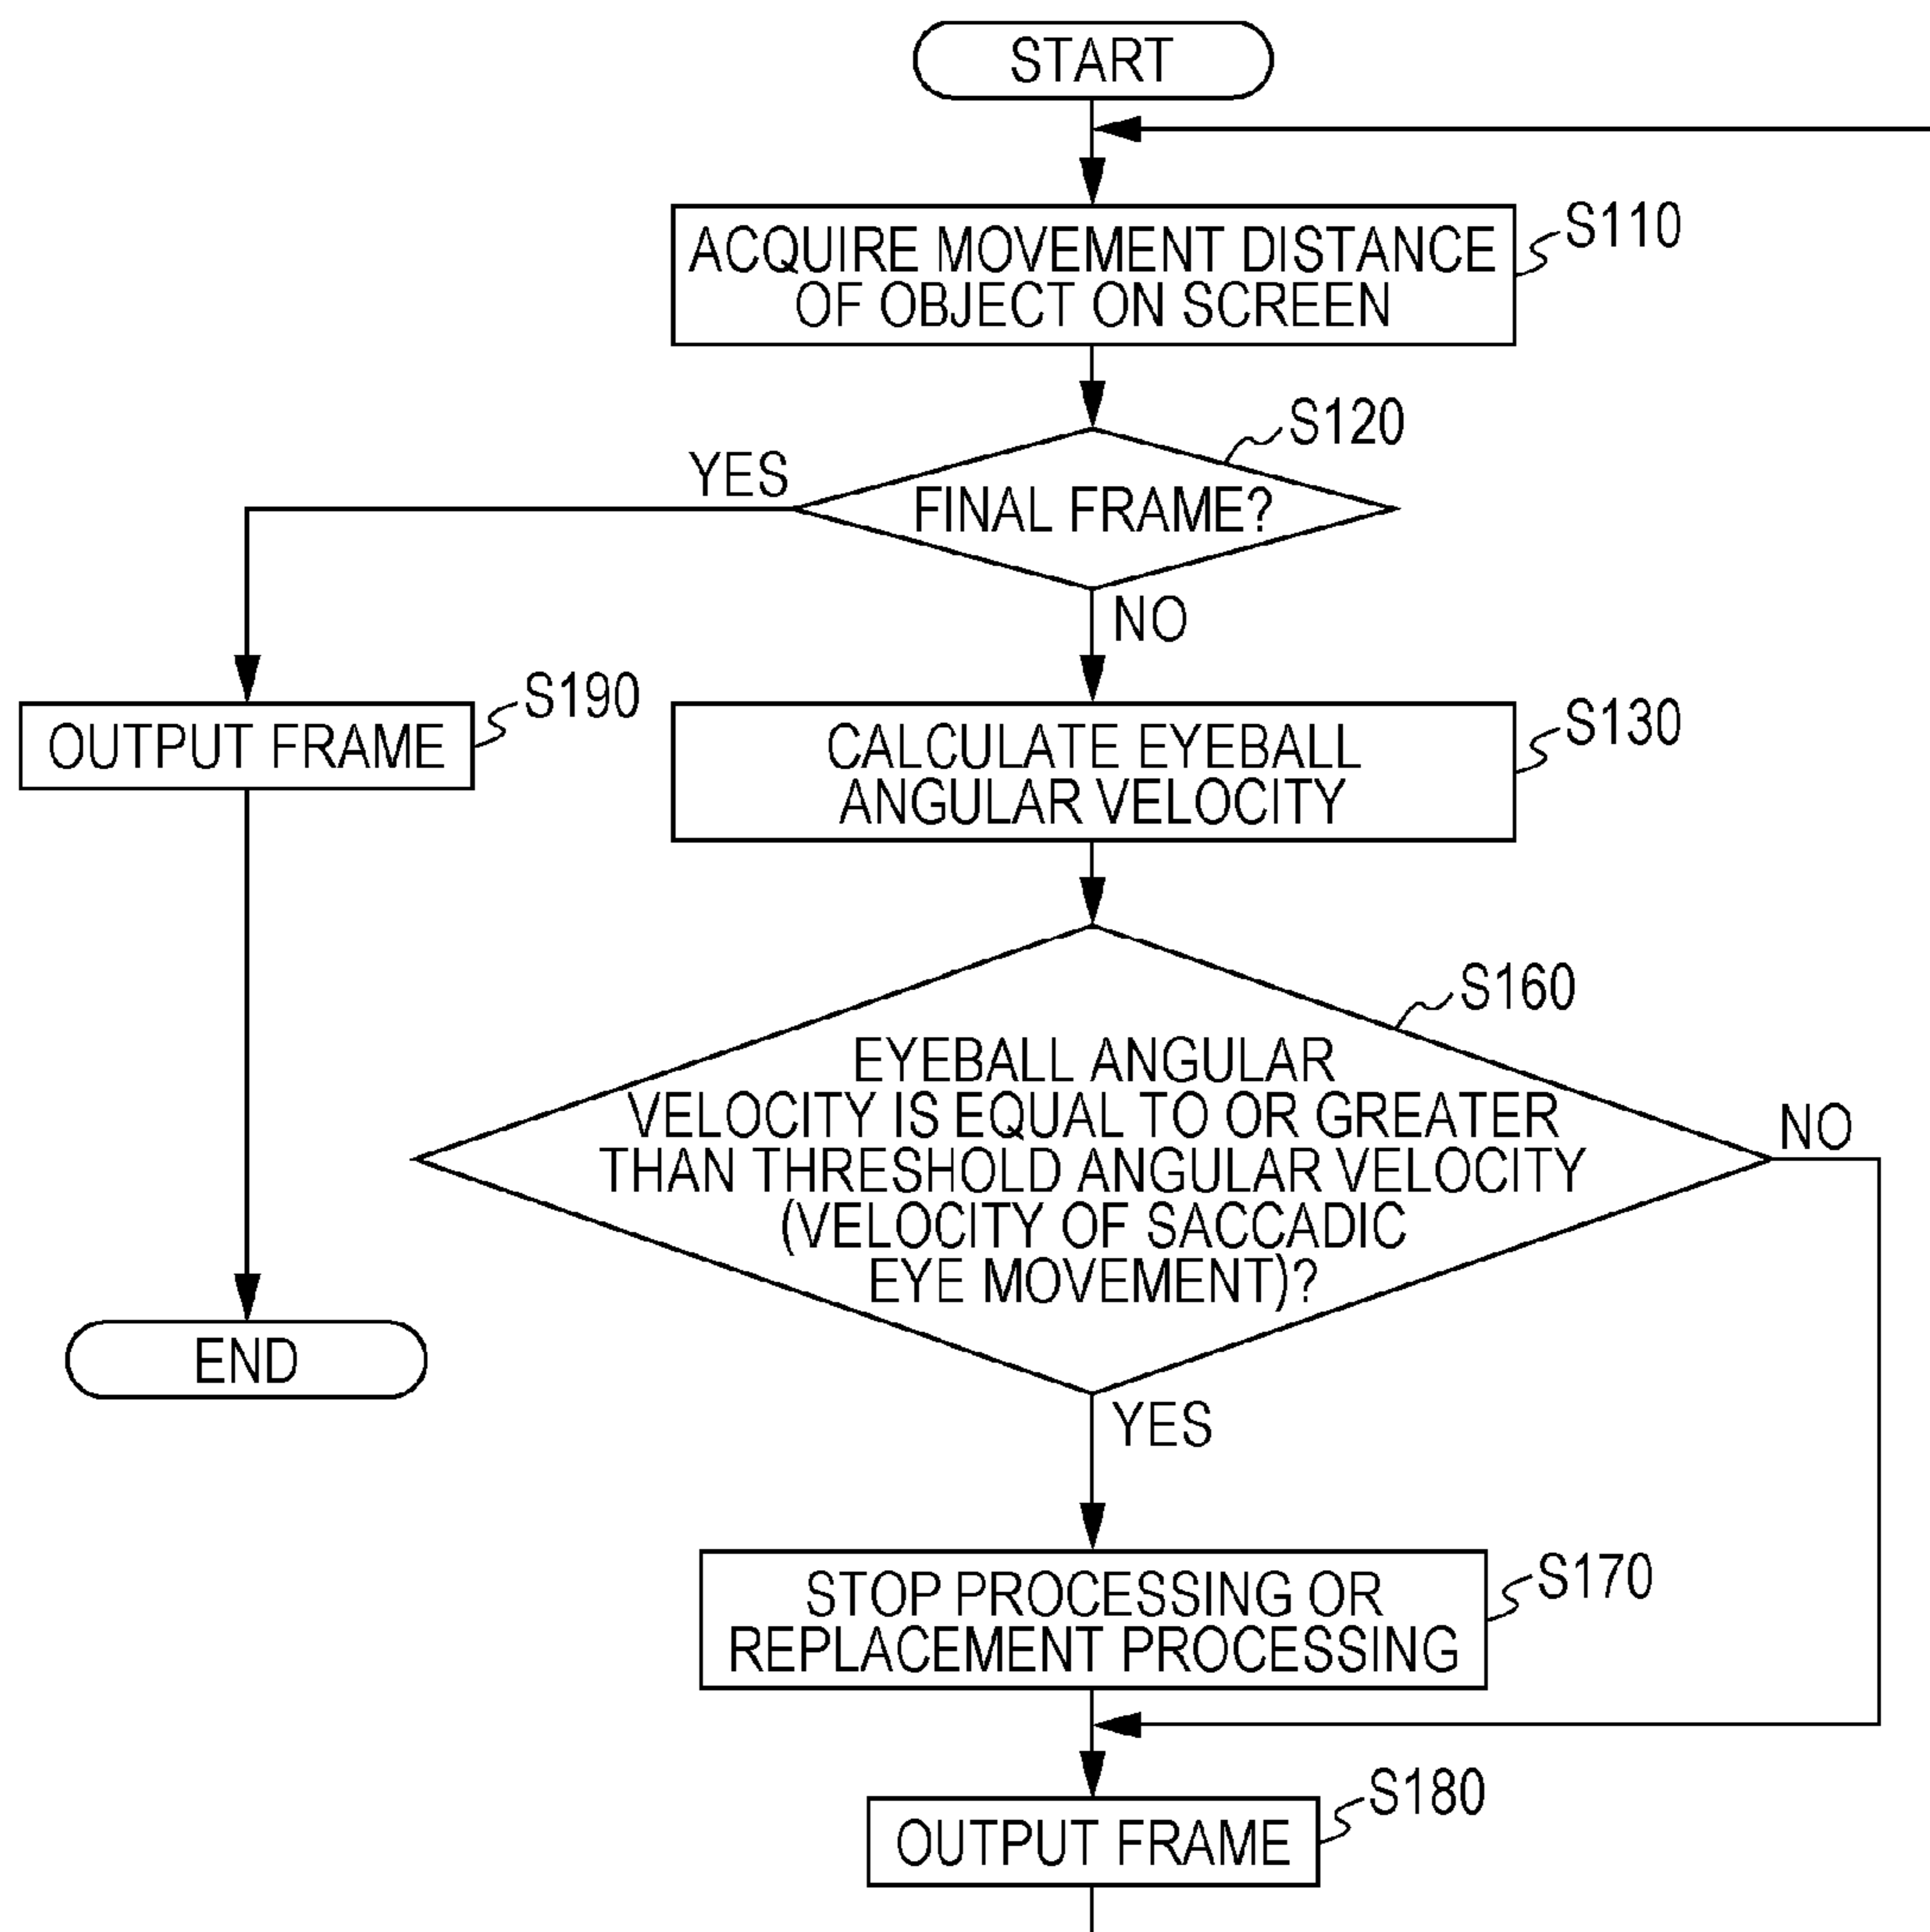 START
ACQUIRE MOVEMENT DISTANCE
OF OBJECT ON SCREEN
S110
S120
YES
FINAL FRAME?
NO
S190
OUTPUT FRAME
S130
CALCULATE EYEBALL
ANGULAR VELOCITY
S160
EYEBALL ANGULAR
VELOCITY IS EQUAL TO OR GREATER
THAN THRESHOLD ANGULAR VELOCITY
(VELOCITY OF SACCADIC
EYE MOVEMENT)?
NO
END
YES
S170
STOP PROCESSING OR
REPLACEMENT PROCESSING
S180
OUTPUT FRAME